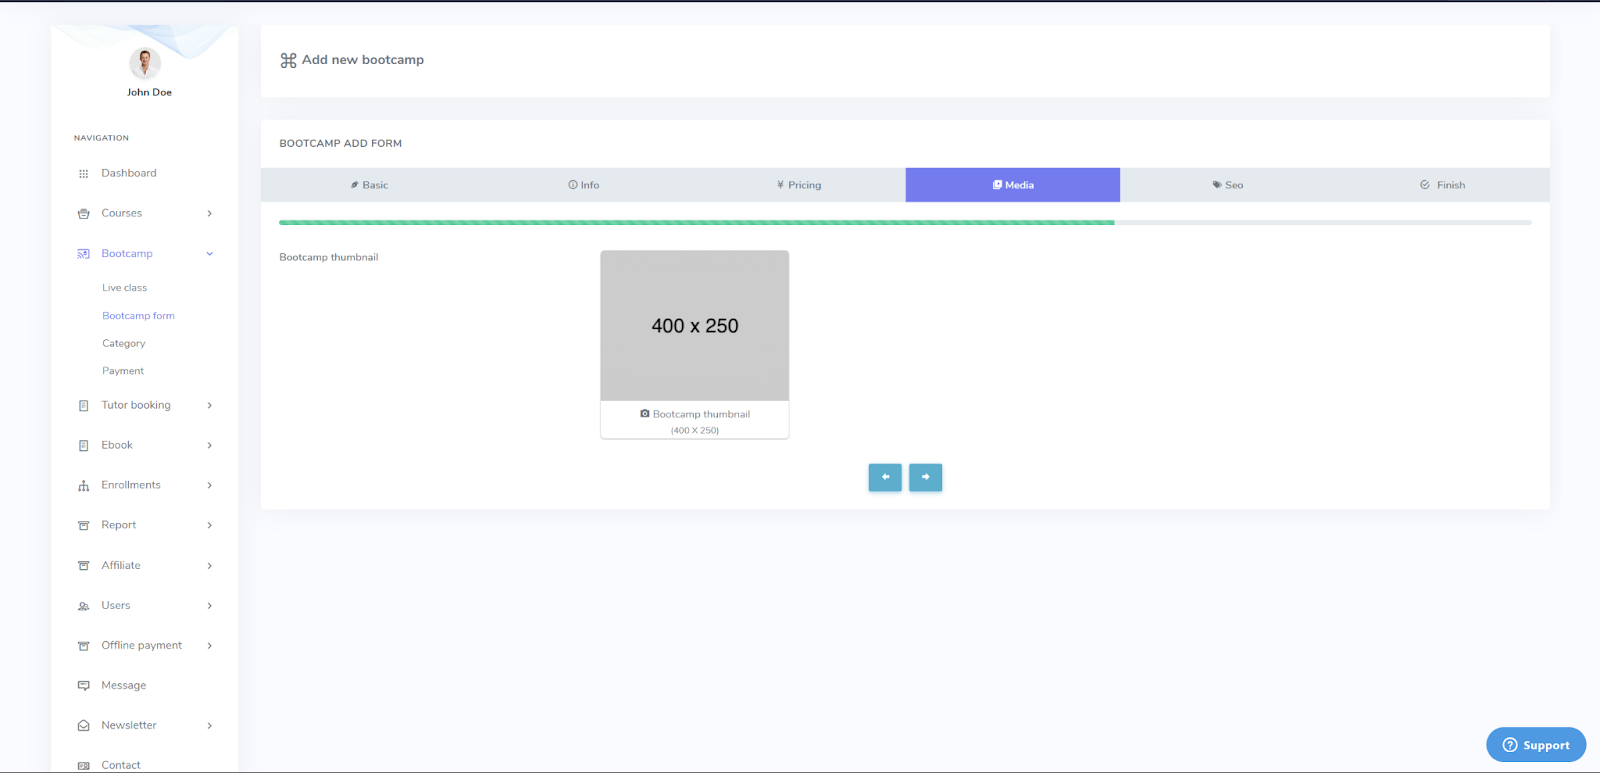 John Doe
NAVIGATION
Dashboard
Courses
Bootcamp
Live class
Bootcamp form
Category
Payment
Tutor booking
Ebook
Enrollments
Report
Affiliate
Users
Offline payment
Message
Newsletter
Contact
Add new bootcamp
BOOTCAMP ADD FORM
Basic
Info
¥ Pricing
Media
Seo
Finish
Bootcamp thumbnail
400 x 250
Bootcamp thumbnail
(400 X 250)
Support